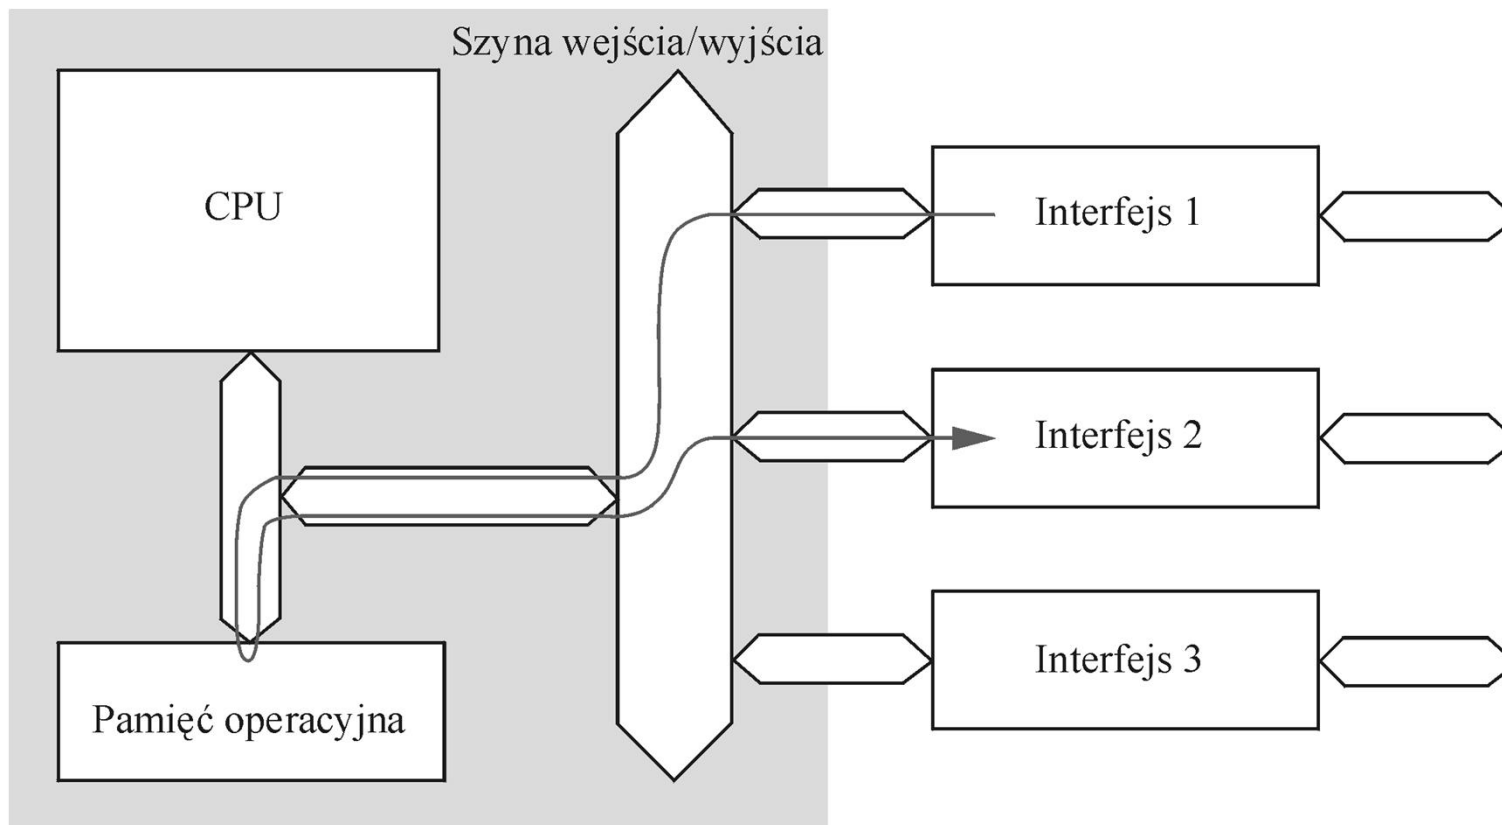 Szyna wejścia/wyjścia
CPU
Interfejs 1
Interfejs 2
Interfejs 3
Pamięć operacyjna